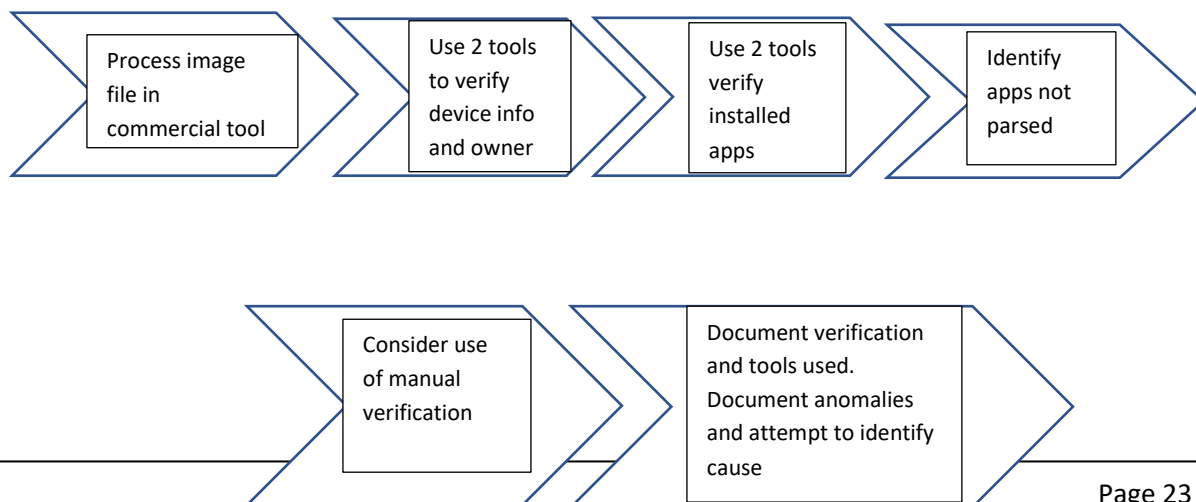 Process image
file in
commercial tool
Use 2 tools
to verify
device info
and owner
Use 2 tools
verify
installed
apps
Identify
apps not
parsed
Consider use
of manual
verification
Document verification
and tools used.
Document anomalies
and attempt to identify
cause
Page 23